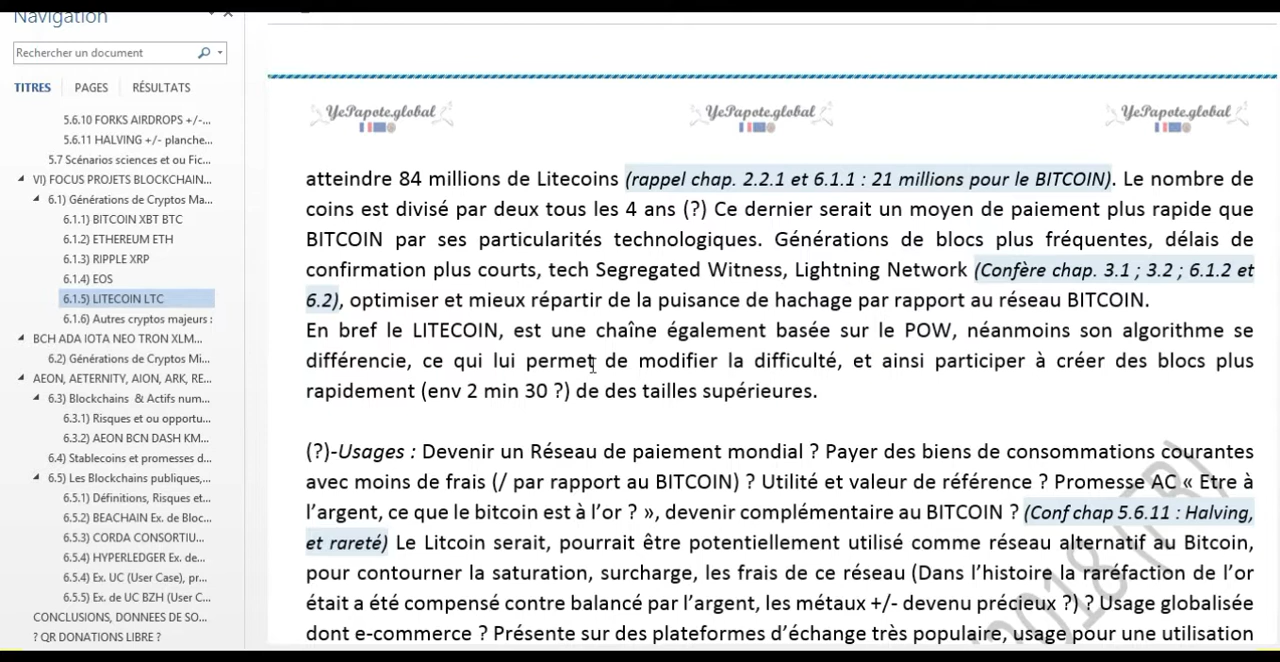 Navigation
Rechercher un document
TITRES PAGES RÉSULTATS
5.6.10 FORKS AIRDROPS +/-...
5.6.11 HALVING +/- planche...
5.7 Scénarios sciences et ou Fic...
VI) FOCUS PROJETS BLOCKCHAIN...
6.1) Générations de Cryptos Ma...
6.1.1) BITCOIN XBT BTC
6.1.2) ETHEREUM ETH
6.1.3) RIPPLE XRP
6.1.4) EOS
6.1.5) LITECOIN LTC
6.1.6) Autres cryptos majeurs :
BCH ADA IOTA NEO TRON XLM...
6.2) Générations de Cryptos Mi...
AEON, AETERNITY, AION, ARK, RE...
6.3) Blockchains & Actifs num...
6.3.1) Risques et ou opportu...
6.3.2) AEON BCN DASH KM...
6.4) Stablecoins et promesses d...
6.5) Les Blockchains publiques,...
6.5.1) Définitions, Risques et...
6.5.2) BEACHAIN Ex. de Bloc...
6.5.3) CORDA CONSORTIU...
6.5.4) HYPERLEDGER Ex. de...
6.5.4) Ex. UC (User Case), pr...
6.5.5) Ex. de UC BZH (User C...
CONCLUSIONS, DONNEES DE SO...
? QR DONATIONS LIBRE ?
YePapote.global YePapote.global YePapote.global
atteindre 84 millions de Litecoins (rappel chap. 2.2.1 et 6.1.1 : 21 millions pour le BITCOIN). Le nombre de
coins est divisé par deux tous les 4 ans (?) Ce dernier serait un moyen de paiement plus rapide que
BITCOIN par ses particularités technologiques. Générations de blocs plus fréquentes, délais de
confirmation plus courts, tech Segregated Witness, Lightning Network (Confère chap. 3.1 ; 3.2 ; 6.1.2 et
6.2), optimiser et mieux répartir de la puisance de hachage par rapport au réseau BITCOIN.
En bref le LITECOIN, est une chaîne également basée sur le POW, néanmoins son algorithme se
différencie, ce qui lui permet de modifier la difficulté, et ainsi participer à créer des blocs plus
rapidement (env 2 min 30 ?) de des tailles supérieures.
(?)-Usages : Devenir un Réseau de paiement mondial ? Payer des biens de consommations courantes
avec moins de frais (/ par rapport au BITCOIN) ? Utilité et valeur de référence ? Promesse AC « Etre à
l’argent, ce que le bitcoin est à l’or ? », devenir complémentaire au BITCOIN ? (Conf chap 5.6.11 : Halving,
et rareté) Le Litcoin serait, pourrait être potentiellement utilisé comme réseau alternatif au Bitcoin,
pour contourner la saturation, surcharge, les frais de ce réseau (Dans l’histoire la raréfaction de l’or
était a été compensé contre balancé par l’argent, les métaux +/- devenu précieux ?) ? Usage globalisée
dont e-commerce ? Présente sur des plateformes d’échange très populaire, usage pour une utilisation